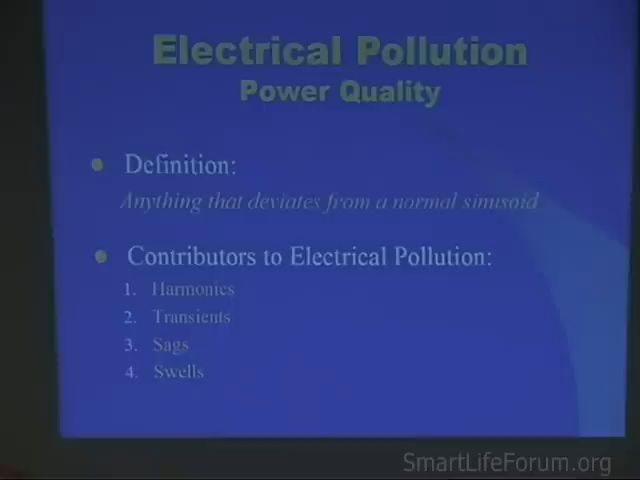 Electrical Pollution
Power Quality
Definition:
Anything that deviates from a normal sinusoid
Contributors to Electrical Pollution:
1. Harmonics
2. Transients
3. Sags
4. Swells
SmartLifeForum.org